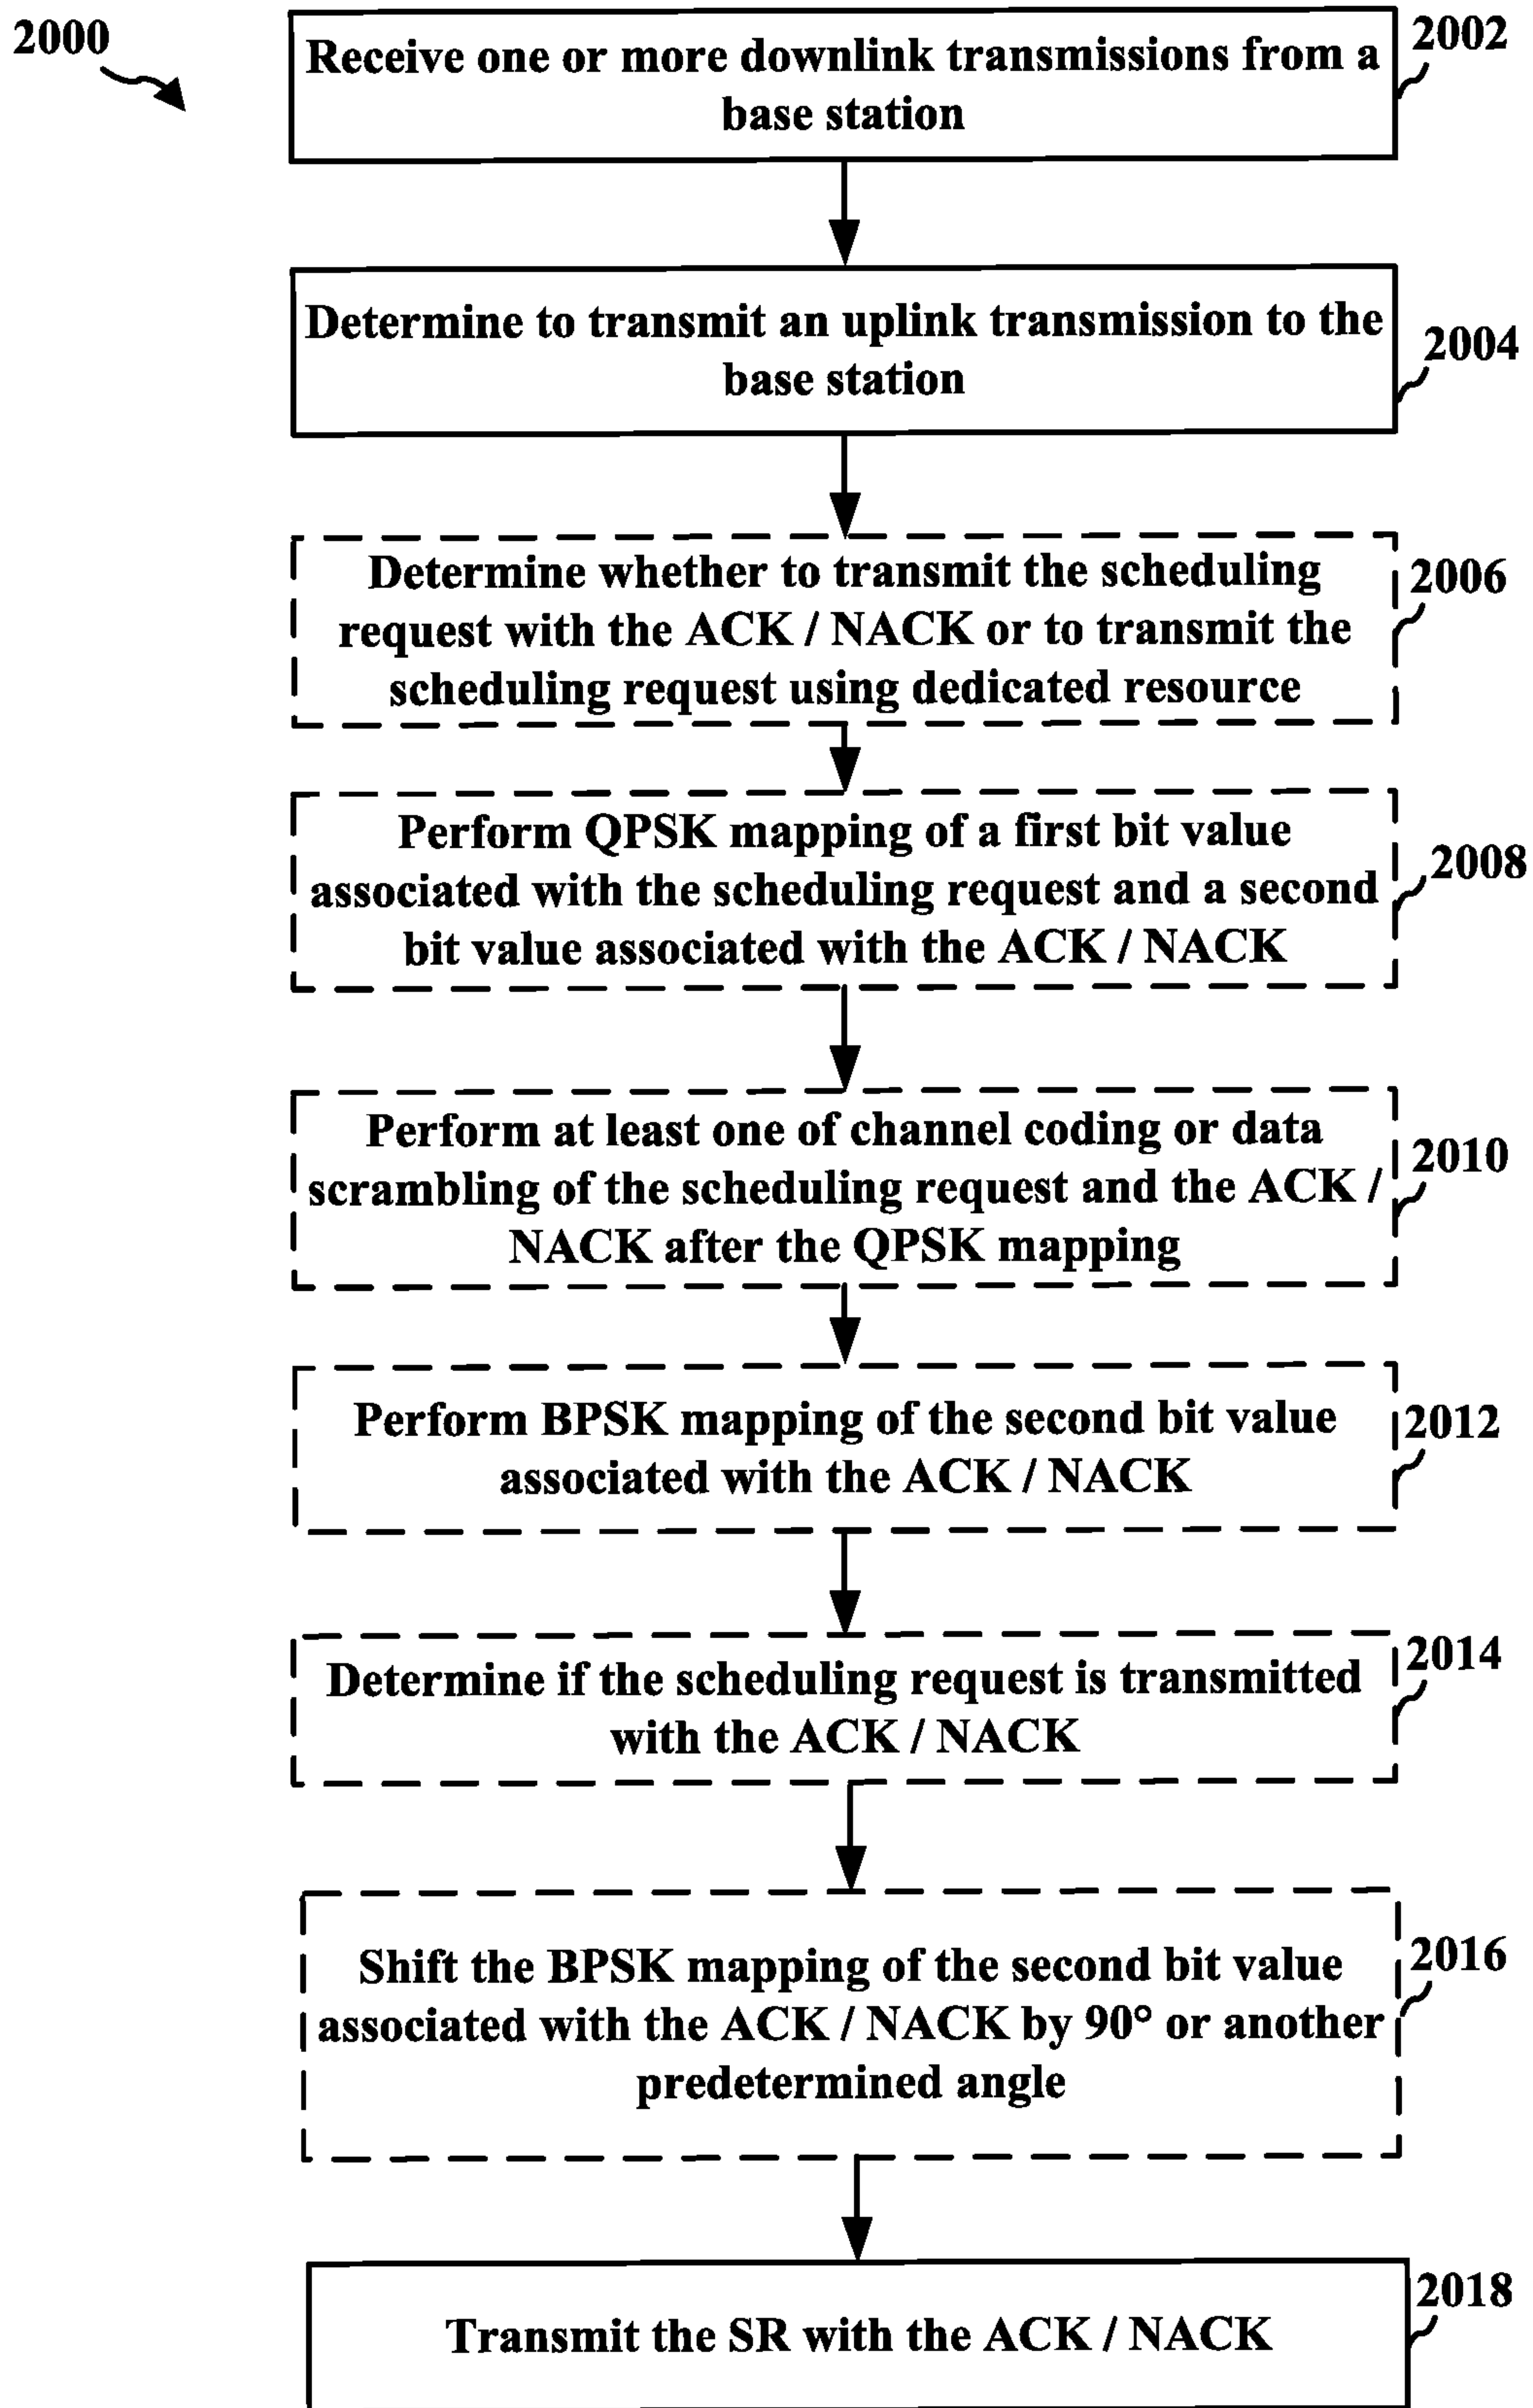 2000
Receive one or more downlink transmissions from a
base station
2002
Determine to transmit an uplink transmission to the
base station
2004
Determine whether to transmit the scheduling
request with the ACK / NACK or to transmit the
scheduling request using dedicated resource
2006
Perform QPSK mapping of a first bit value
associated with the scheduling request and a second
bit value associated with the ACK / NACK
2008
Perform at least one of channel coding or data
scrambling of the scheduling request and the ACK /
NACK after the QPSK mapping
2010
Perform BPSK mapping of the second bit value
associated with the ACK / NACK
2012
Determine if the scheduling request is transmitted
with the ACK / NACK
2014
Shift the BPSK mapping of the second bit value
associated with the ACK / NACK by 90° or another
predetermined angle
2016
Transmit the SR with the ACK / NACK
2018